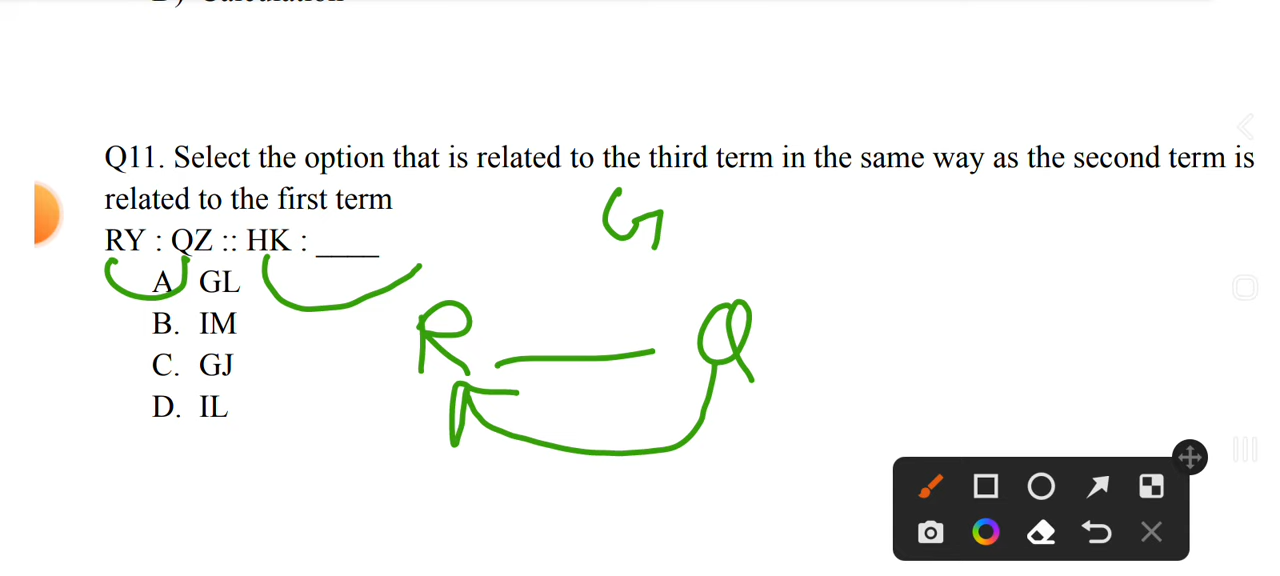 Q11. Select the option that is related to the third term in the same way as the second term is
related to the first term
RY : QZ :: HK : ____
A. GL
B. IM
C. GJ
D. IL
G
R
Q